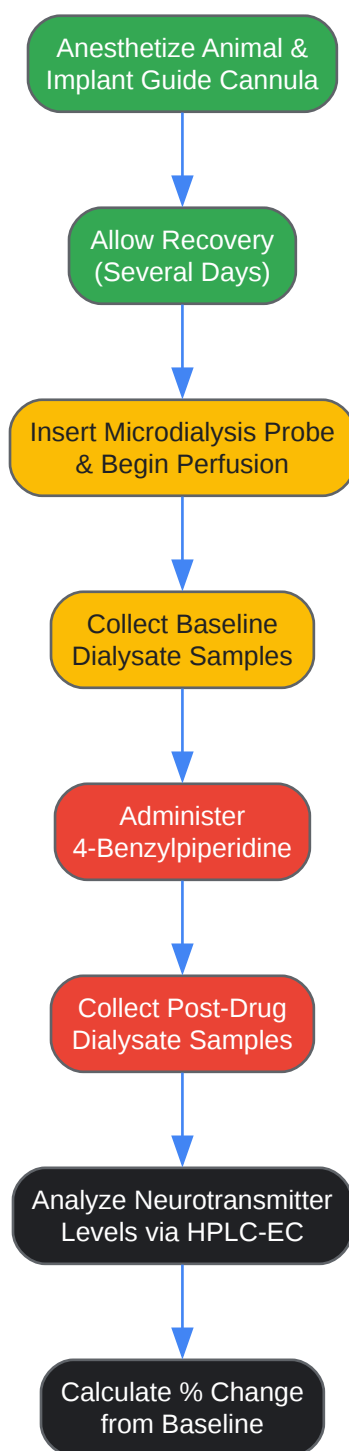 Anesthetize Animal &
Implant Guide Cannula
Allow Recovery
(Several Days)
Insert Microdialysis Probe
& Begin Perfusion
Collect Baseline
Dialysate Samples
Administer
4-Benzylpiperidine
Collect Post-Drug
Dialysate Samples
Analyze Neurotransmitter
Levels via HPLC-EC
Calculate % Change
from Baseline